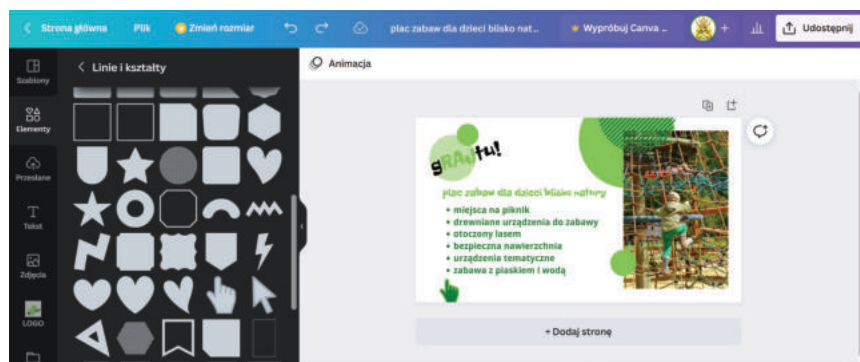 Strona główna
Plik
Zmień rozmiar
plac zabaw dla dzieci blisko nat...
Wypróbuj Canva ...
+
Udostępnij
Szablony
Elementy
Przesłane
Tekst
Zdjęcia
LOGO
Linie i kształty
Animacja
gRAJtu!
plac zabaw dla dzieci blisko natury
• miejsca na piknik
• drewniane urządzenia do zabawy
• otoczony lasem
• bezpieczna nawierzchnia
• urządzenia tematyczne
• zabawa z piaskiem i wodą
+ Dodaj stronę